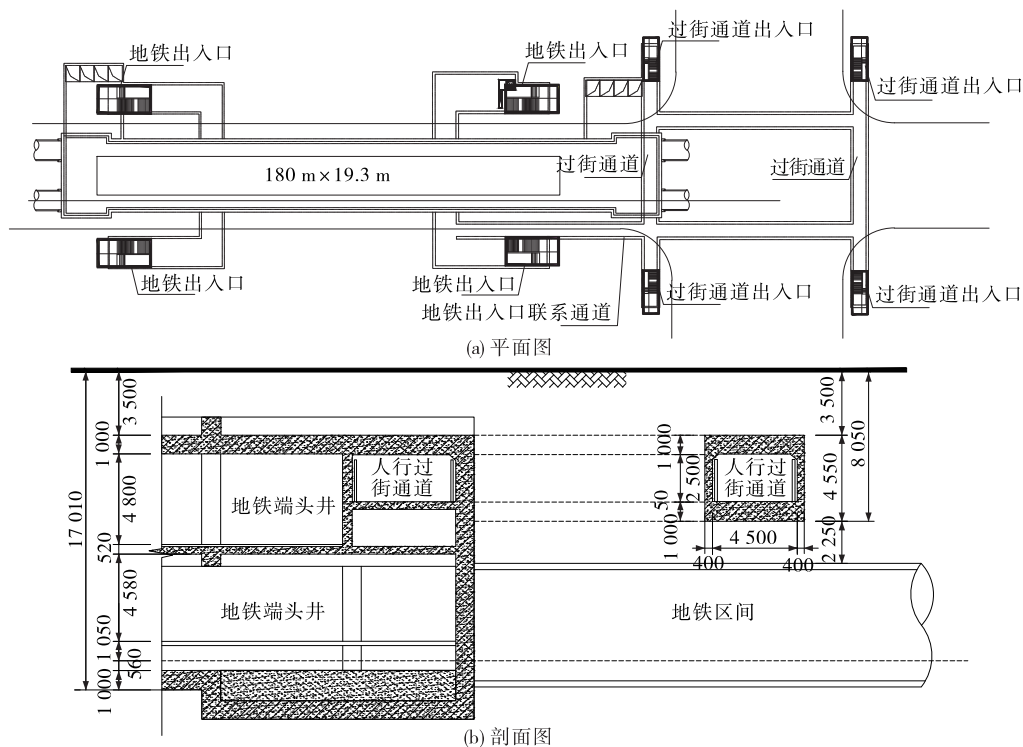 过街通道出入口
地铁出入口
地铁出入口
过街通道出入口
180 m×19.3 m
过街通道
过街通道
地铁出入口
地铁出入口
过街通道出入口
过街通道出入口
地铁出入口联系通道
(a) 平面图
3 500
1 000
4 800
520
4 580
1 050
560
1 000
17 010
地铁端头井
人行过
街通道
地铁端头井
1 000
2 500
50
1 000
人行过
街通道
400
4 500
400
3 500
4 550
8 050
2 250
地铁区间
(b) 剖面图